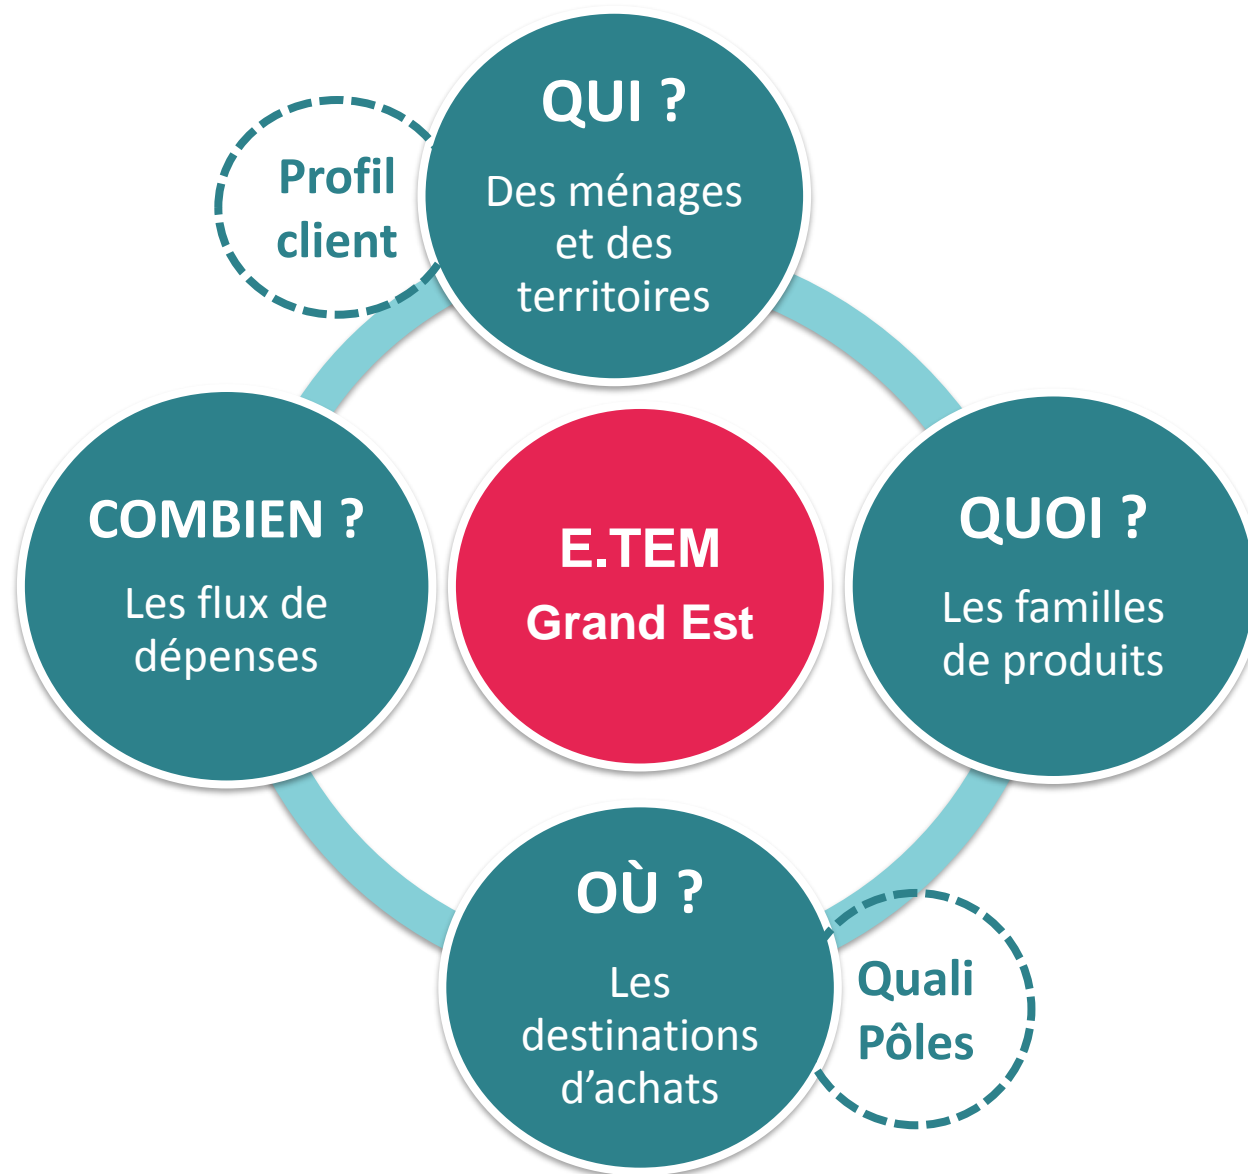 QUI ?
Des ménages
et des
territoires
Profil
client
COMBIEN ?
Les flux de
dépenses
E.TEM
Grand Est
QUOI ?
Les familles
de produits
OÙ ?
Les
destinations
d’achats
Quali
Pôles